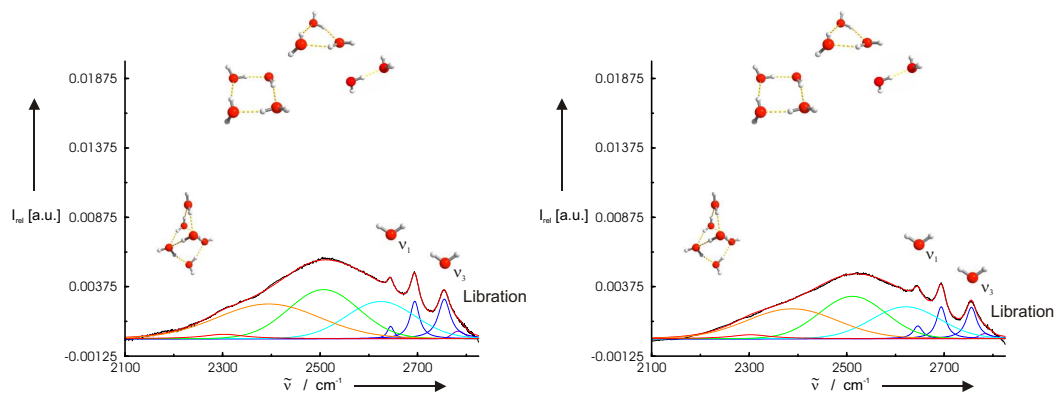 0.01875
0.01375
0.00875
0.00375
-0.00125
I_rel [a.u.]
ν₁
ν₃
Libration
2100 2300 2500 2700
ν̃ / cm⁻¹
0.01875
0.01375
0.00875
0.00375
-0.00125
I_rel [a.u.]
ν₁
ν₃
Libration
2100 2300 2500 2700
ν̃ / cm⁻¹